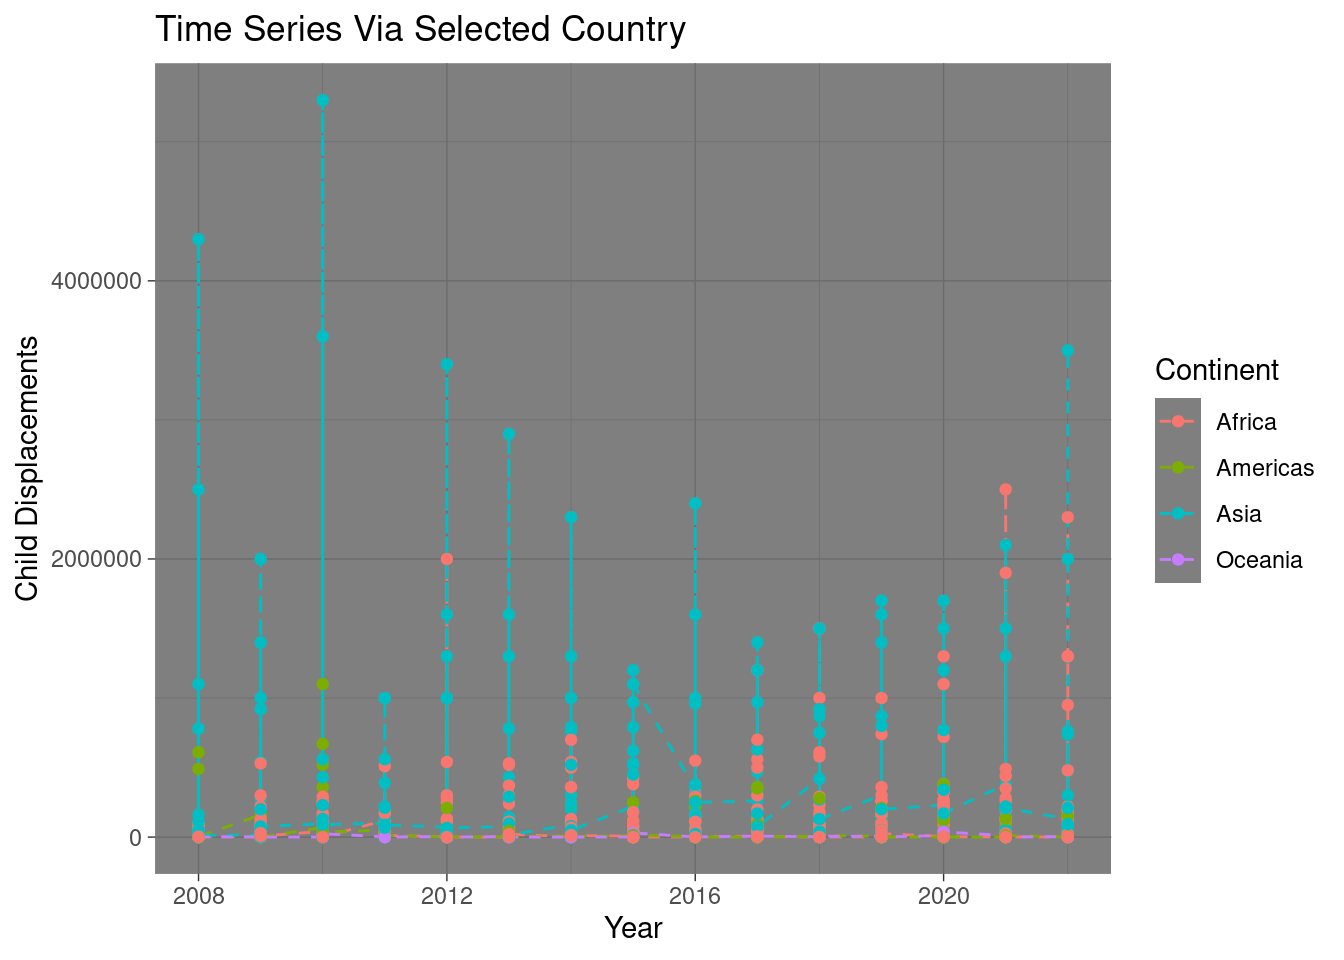 Time Series Via Selected Country
Child Displacements
4000000
2000000
0
2008
2012
2016
2020
Year
Continent
Africa
Americas
Asia
Oceania